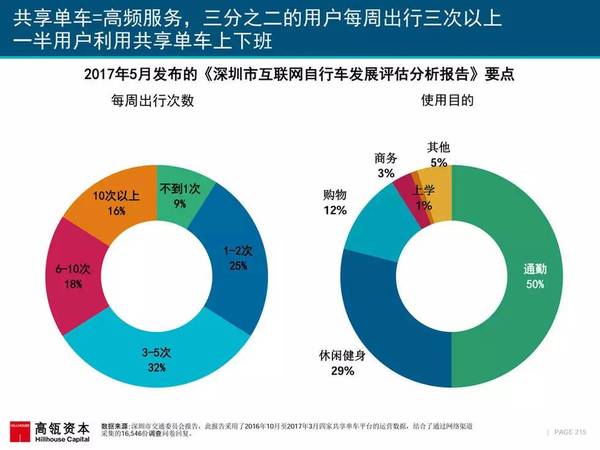 共享单车=高频服务，三分之二的用户每周出行三次以上
一半用户利用共享单车上下班
2017年5月发布的《深圳市互联网自行车发展评估分析报告》要点
每周出行次数
使用目的
不到1次
9%
1-2次
25%
3-5次
32%
6-10次
18%
10次以上
16%
通勤
50%
休闲健身
29%
购物
12%
商务
3%
上学
1%
其他
5%
HILLHOUSE
高瓴资本
Hillhouse Capital
数据来源:深圳市交通委员会报告，此报告采用了2016年10月至2017年3月四家共享单车平台的运营数据，结合了通过网络渠道
采集的16,546份调查问卷回复。
| PAGE 215